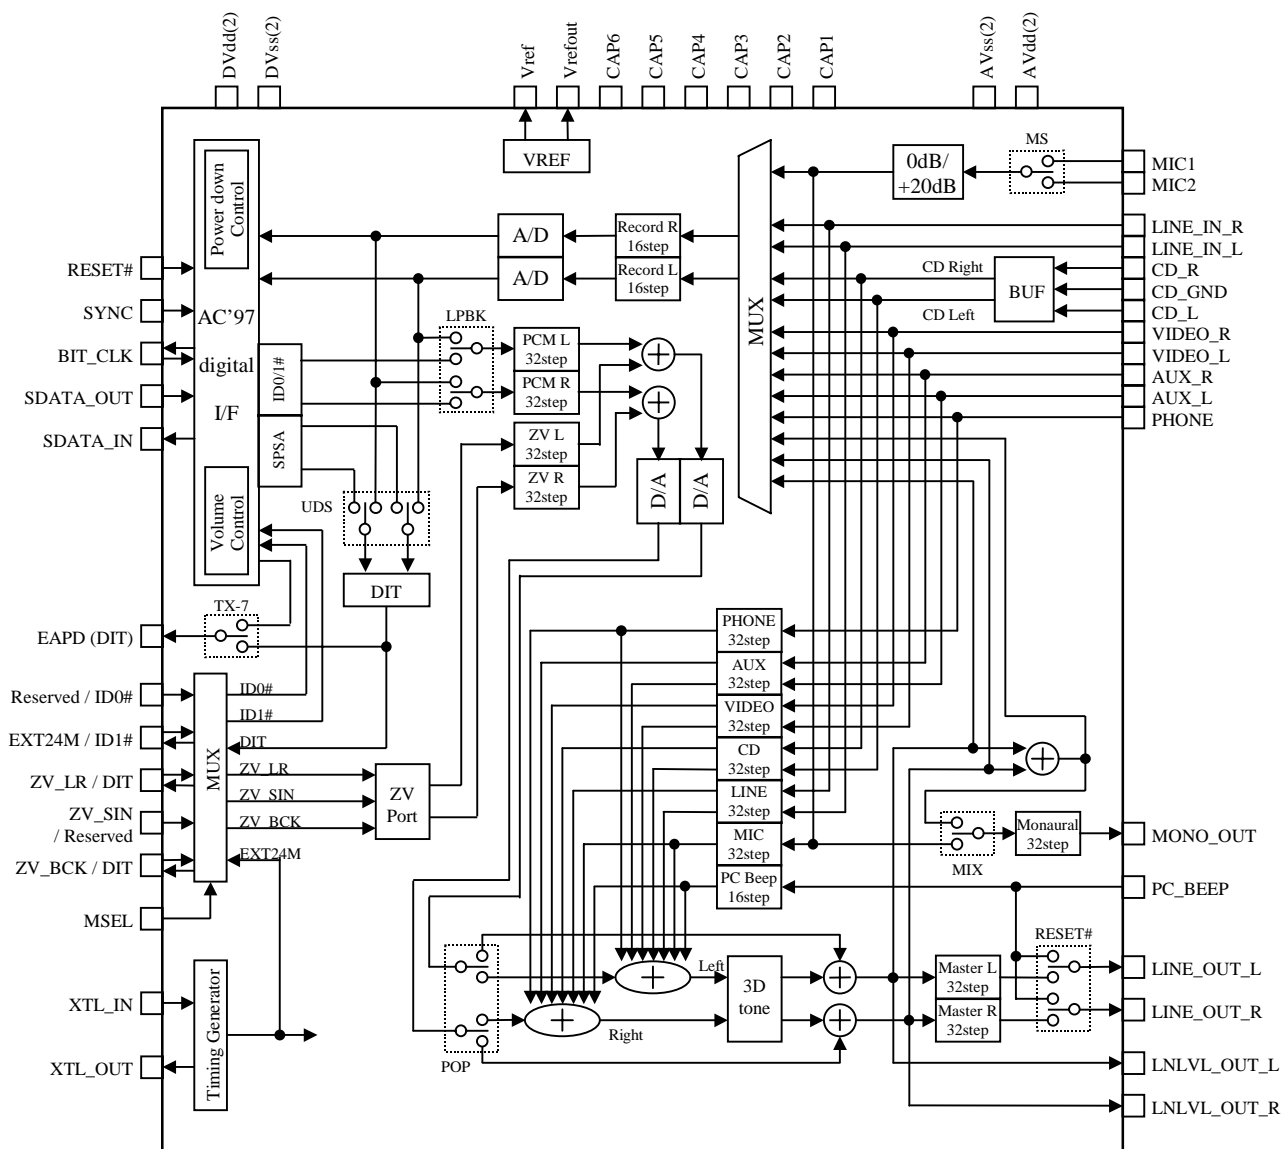 DVdd(2)
DVss(2)
Vref
Vrefout
CAP6
CAP5
CAP4
CAP3
CAP2
CAP1
AVss(2)
AVdd(2)
VREF
MS
0dB/
+20dB
MIC1
MIC2
Power down
Control
A/D
Record R
16step
LINE_IN_R
LINE_IN_L
RESET#
A/D
Record L
16step
CD Right
BUF
CD_R
CD_GND
CD_L
SYNC
AC'97
LPBK
MUX
CD Left
VIDEO_R
VIDEO_L
BIT_CLK
digital
ID0/1#
PCM L
32step
PCM R
32step
AUX_R
AUX_L
SDATA_OUT
I/F
PHONE
SDATA_IN
SPSA
ZV L
32step
ZV R
32step
D/A
D/A
Volume
Control
UDS
DIT
TX-7
EAPD (DIT)
PHONE
32step
AUX
32step
Reserved / ID0#
ID0#
VIDEO
32step
ID1#
EXT24M / ID1#
MUX
DIT
CD
32step
ZV_LR / DIT
ZV_LR
ZV
Port
ZV_SIN
LINE
32step
ZV_SIN
/ Reserved
ZV_BCK
MIC
32step
Monaural
32step
MONO_OUT
ZV_BCK / DIT
EXT24M
MIX
PC Beep
16step
PC_BEEP
MSEL
RESET#
Left
3D
tone
Master L
32step
LINE_OUT_L
XTL_IN
Timing Generator
Master R
32step
LINE_OUT_R
Right
POP
XTL_OUT
LNLVL_OUT_L
LNLVL_OUT_R